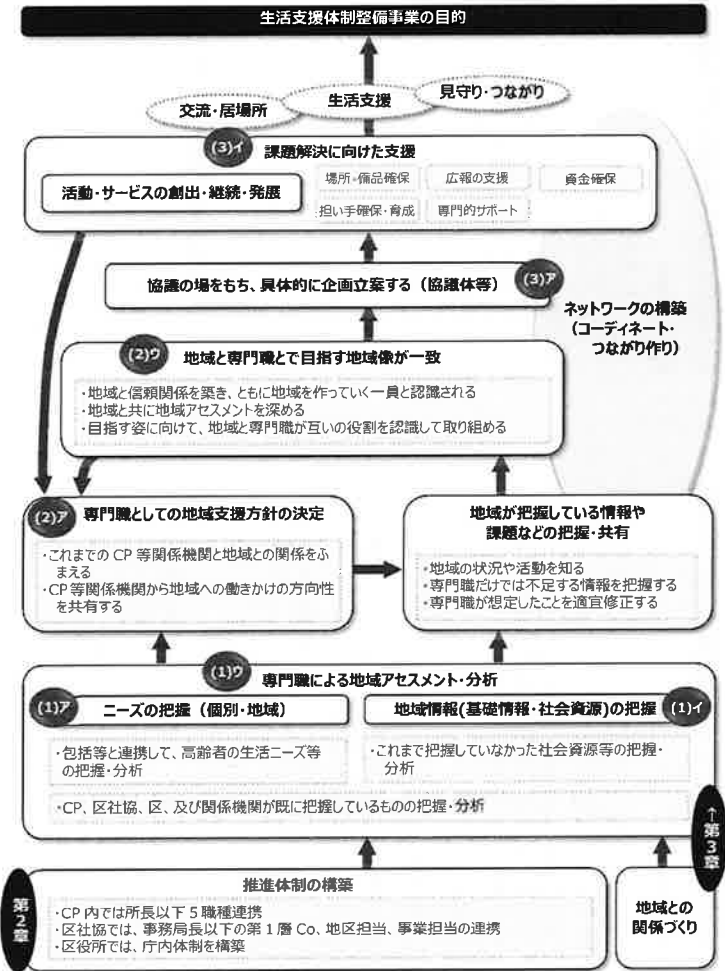 生活支援体制整備事業の目的
交流・居場所
生活支援
見守り・つながり
(3)イ
課題解決に向けた支援
活動・サービスの創出・継続・発展
場所・備品確保
広報の支援
資金確保
担い手確保・育成
専門的サポート
協議の場をもち、具体的に企画立案する（協議体等）
(3)ア
ネットワークの構築
（コーディネート・
つながり作り）
(2)ウ
地域と専門職とで目指す地域像が一致
・地域と信頼関係を築き、ともに地域を作っていく一員と認識される
・地域と共に地域アセスメントを深める
・目指す姿に向けて、地域と専門職が互いの役割を認識して取り組める
(2)ア
専門職としての地域支援方針の決定
・これまでの CP 等関係機関と地域との関係をふ
まえる
・CP 等関係機関から地域への働きかけの方向性
を共有する
地域が把握している情報や
課題などの把握・共有
・地域の状況や活動を知る
・専門職だけでは不足する情報を把握する
・専門職が想定したことを適宜修正する
(1)ウ
専門職による地域アセスメント・分析
(1)ア
ニーズの把握（個別・地域）
地域情報(基礎情報・社会資源)の把握
(1)イ
・包括等と連携して、高齢者の生活ニーズ等
の把握・分析
・これまで把握していなかった社会資源等の把握・
分析
・CP、区社協、区、及び関係機関が既に把握しているものの把握・分析
↑第3章
第2章
推進体制の構築
・CP 内では所長以下 5 職種連携
・区社協では、事務局長以下の第 1 層 Co、地区担当、事業担当の連携
・区役所では、庁内体制を構築
地域との
関係づくり